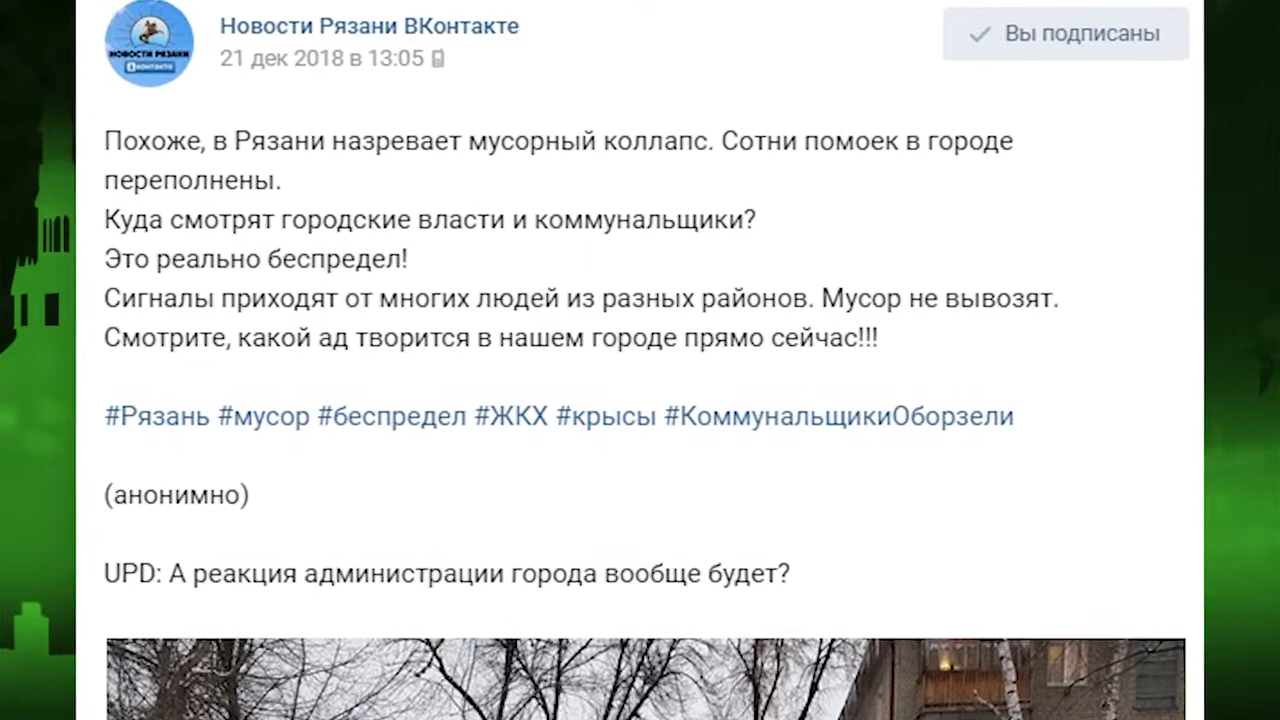 Новости Рязани ВКонтакте
21 дек 2018 в 13:05
Вы подписаны
НОВОСТИ РЯЗАНИ
ВКОНТАКТЕ
Похоже, в Рязани назревает мусорный коллапс. Сотни помоек в городе
переполнены.
Куда смотрят городские власти и коммунальщики?
Это реально беспредел!
Сигналы приходят от многих людей из разных районов. Мусор не вывозят.
Смотрите, какой ад творится в нашем городе прямо сейчас!!!
#Рязань #мусор #беспредел #ЖКХ #крысы #КоммунальщикиОборзели
(анонимно)
UPD: А реакция администрации города вообще будет?